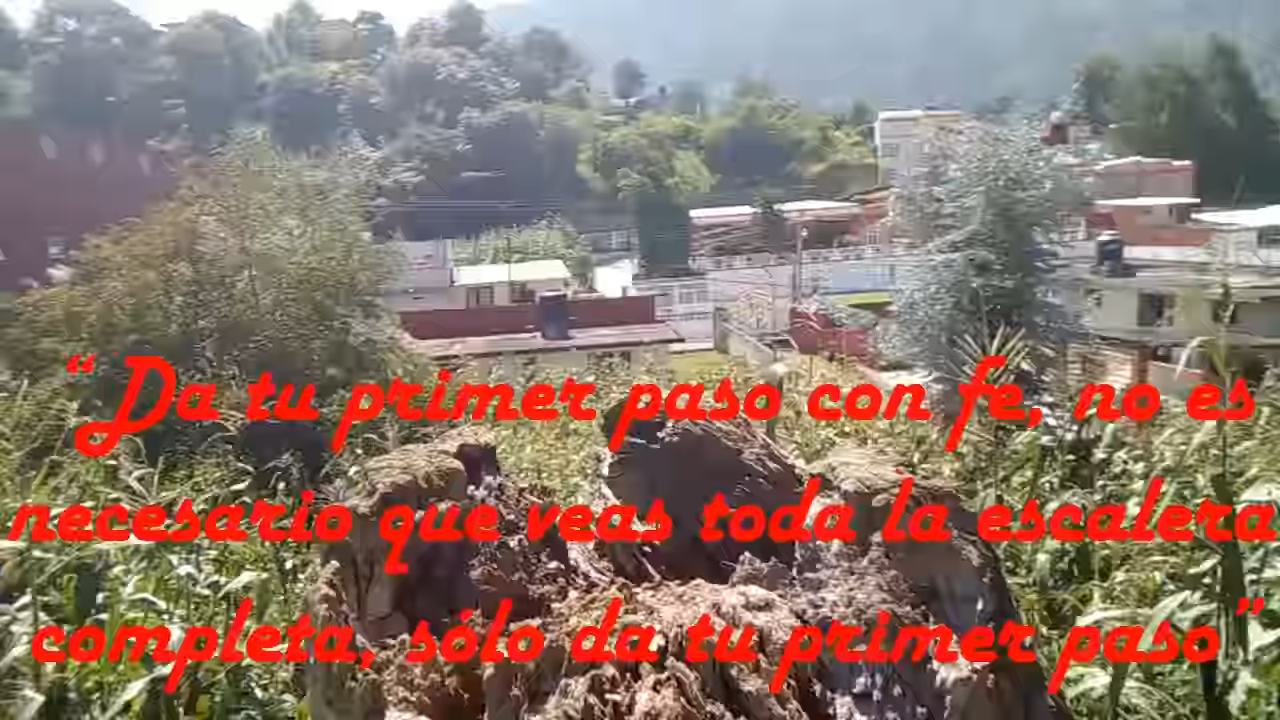 “ Da tu primer paso con fe, no es
necesario que veas toda la escalera
completa, sólo da tu primer paso”